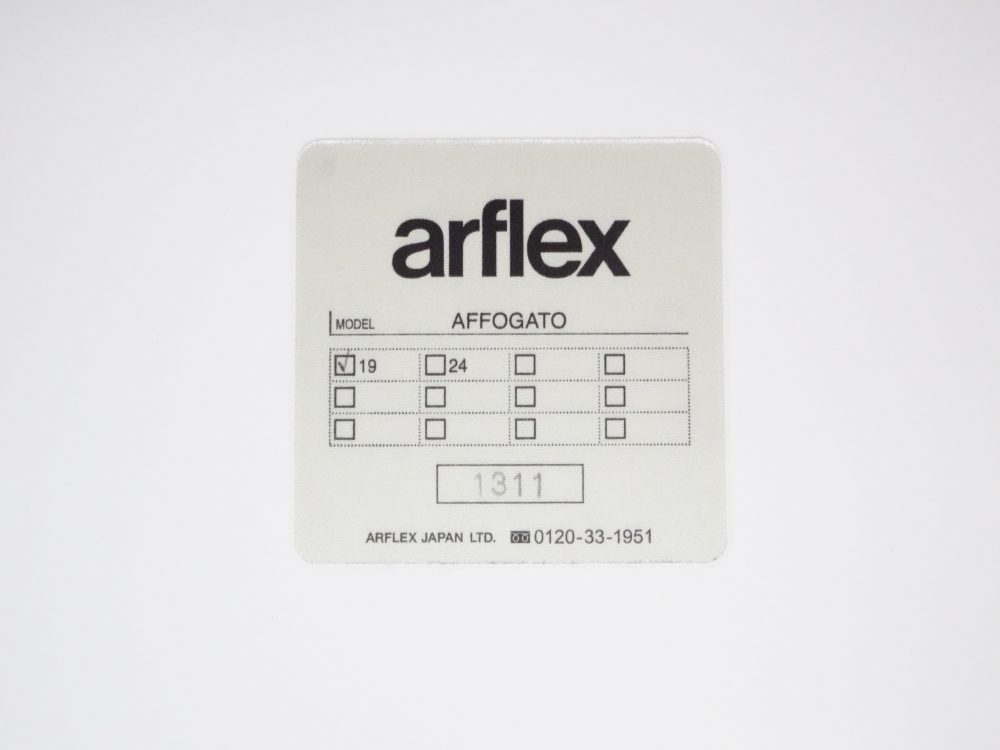 arflex
MODEL AFFOGATO
☑19 ☐24 ☐ ☐
☐ ☐ ☐ ☐
☐ ☐ ☐ ☐
1311
ARFLEX JAPAN LTD. 0120-33-1951